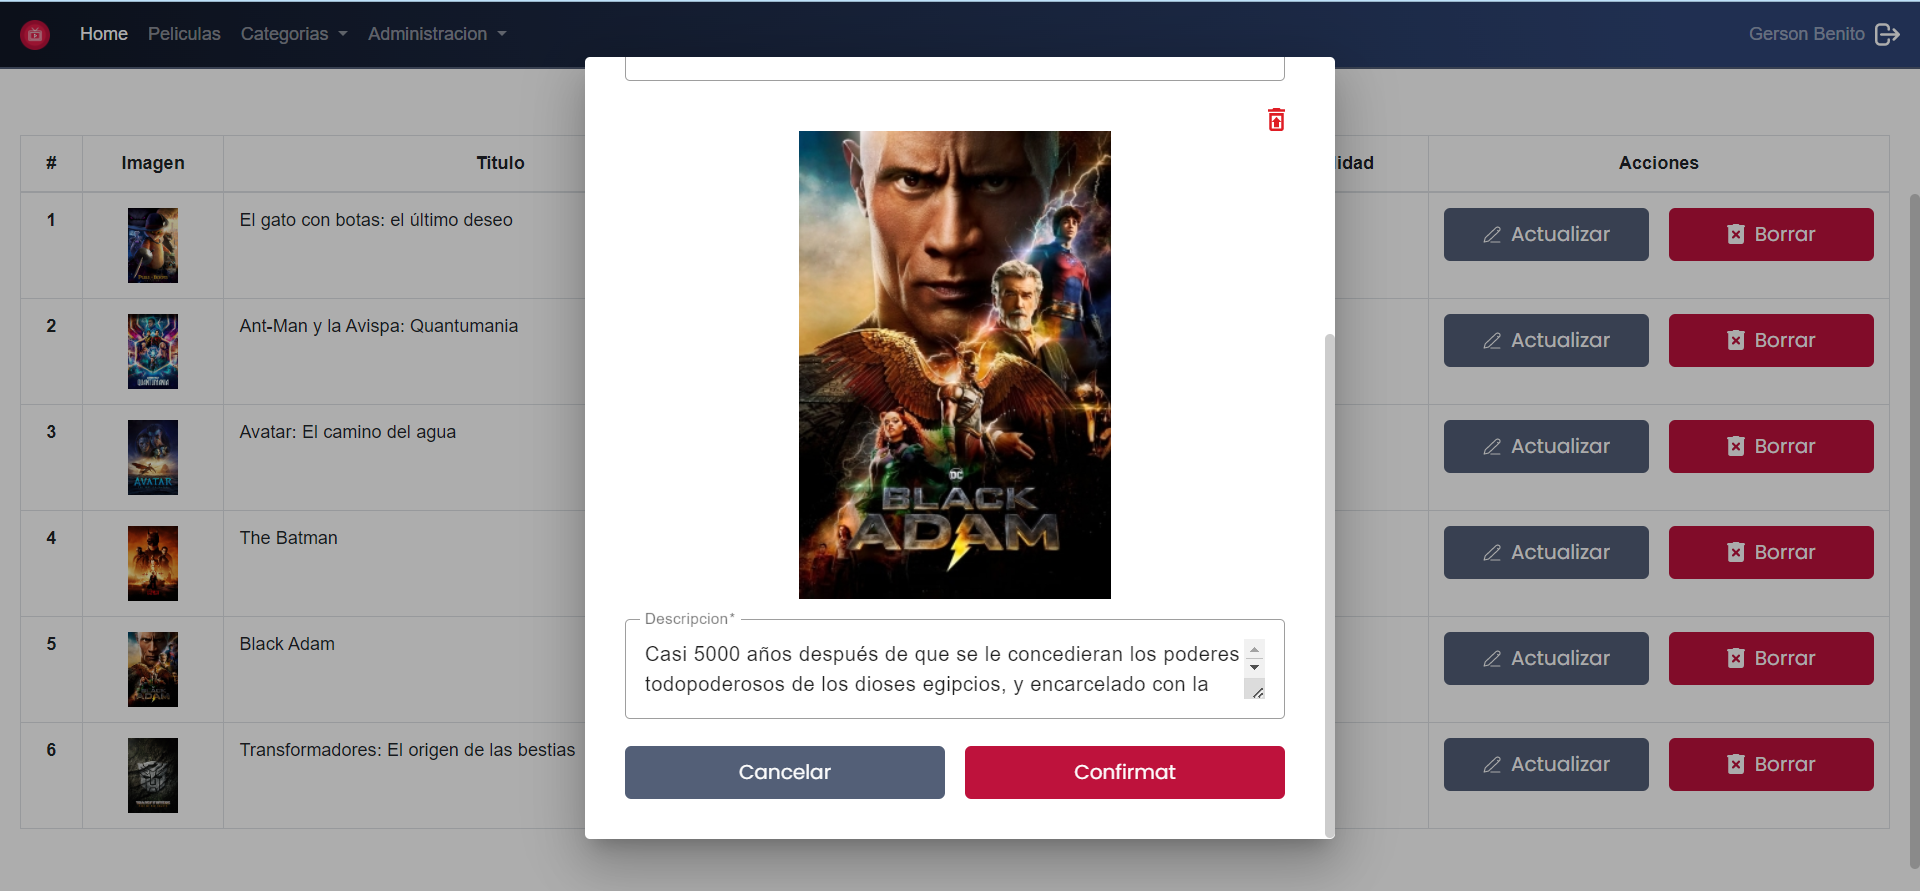 Home Peliculas Categorias Administracion Gerson Benito
# Imagen Titulo idad Acciones
1 El gato con botas: el último deseo Actualizar Borrar
2 Ant-Man y la Avispa: Quantumania Actualizar Borrar
QUANTUMANIA
3 Avatar: El camino del agua Actualizar Borrar
AVATAR
4 The Batman Actualizar Borrar
5 Black Adam Actualizar Borrar
BLACK
ADAM
6 Transformadores: El origen de las bestias Actualizar Borrar
DC
BLACK
ADAM
Descripcion*
Casi 5000 años después de que se le concedieran los poderes
todopoderosos de los dioses egipcios, y encarcelado con la
Cancelar Confirmat